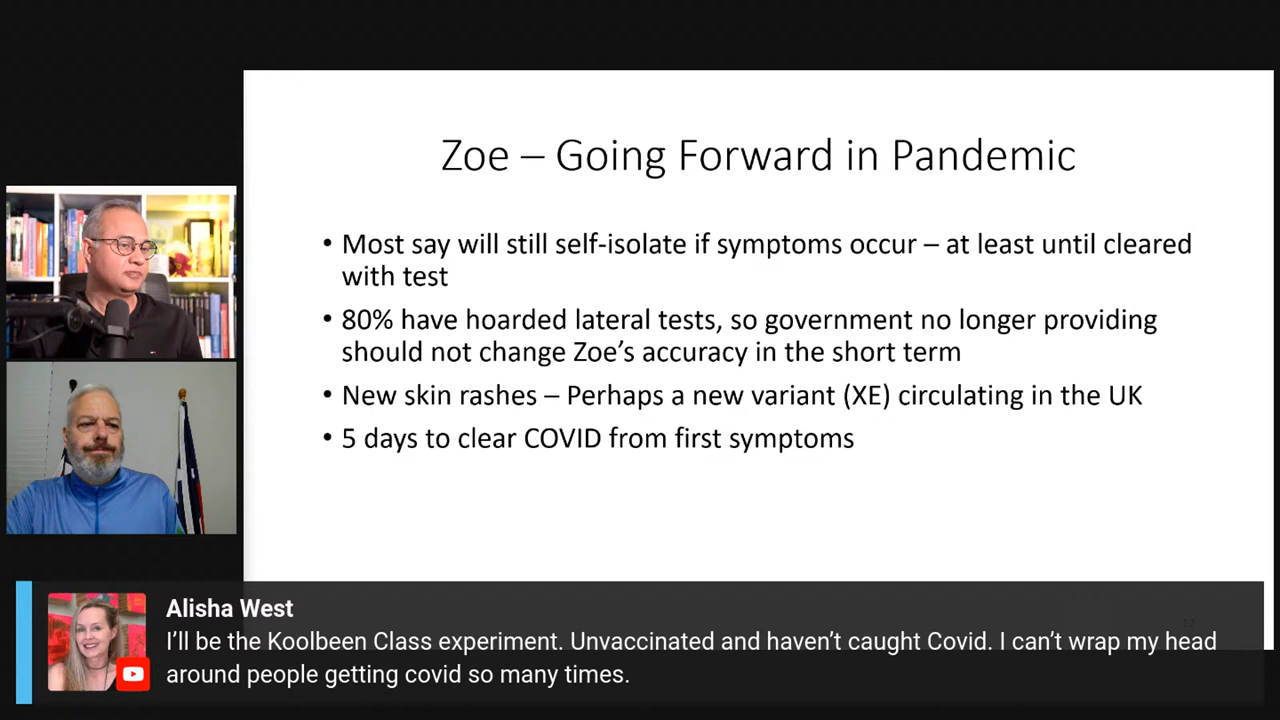 Zoe – Going Forward in Pandemic
• Most say will still self-isolate if symptoms occur – at least until cleared
with test
• 80% have hoarded lateral tests, so government no longer providing
should not change Zoe’s accuracy in the short term
• New skin rashes – Perhaps a new variant (XE) circulating in the UK
• 5 days to clear COVID from first symptoms
Alisha West
I’ll be the Koolbeen Class experiment. Unvaccinated and haven’t caught Covid. I can’t wrap my head
around people getting covid so many times.